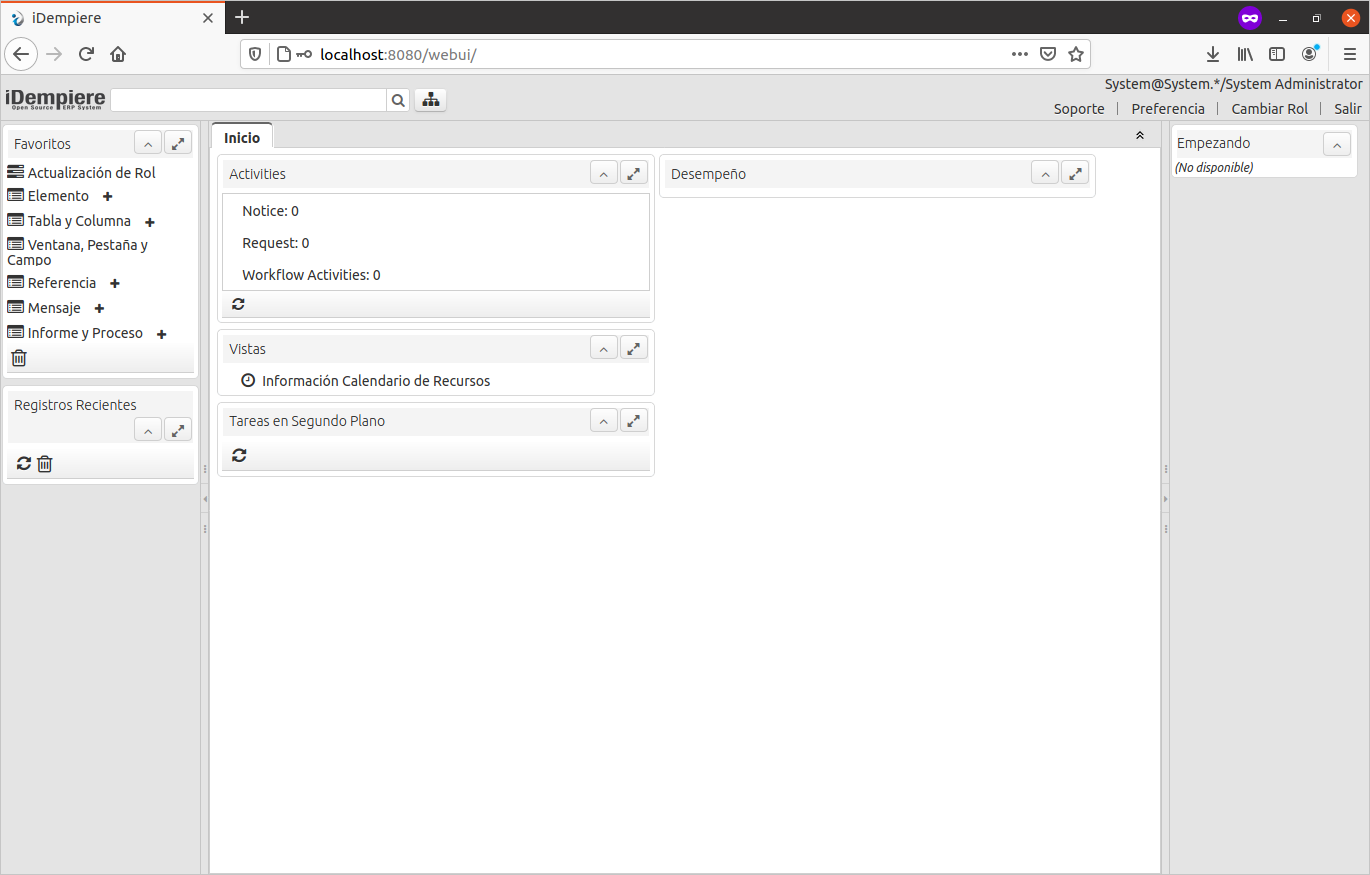 iDempiere
localhost:8080/webui/
iDempiere
Open Source ERP System
System@System.*/System Administrator
Soporte Preferencia Cambiar Rol Salir
Favoritos
Actualización de Rol
Elemento
Tabla y Columna
Ventana, Pestaña y
Campo
Referencia
Mensaje
Informe y Proceso
Registros Recientes
Inicio
Activities
Notice: 0
Request: 0
Workflow Activities: 0
Vistas
Información Calendario de Recursos
Tareas en Segundo Plano
Desempeño
Empezando
(No disponible)